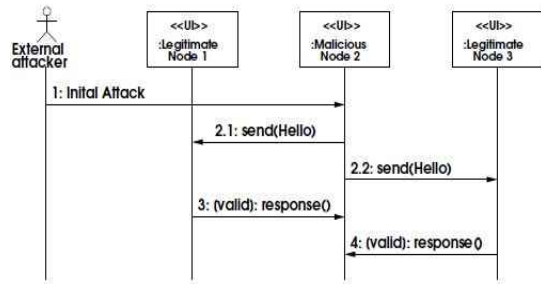 <<UI>>
:Legitimate
Node 1
<<UI>>
:Malicious
Node 2
<<UI>>
:Legitimate
Node 3
External
attacker
1: Inital Attack
2.1: send(Hello)
2.2: send(Hello)
3: (valid): response()
4: (valid): response()